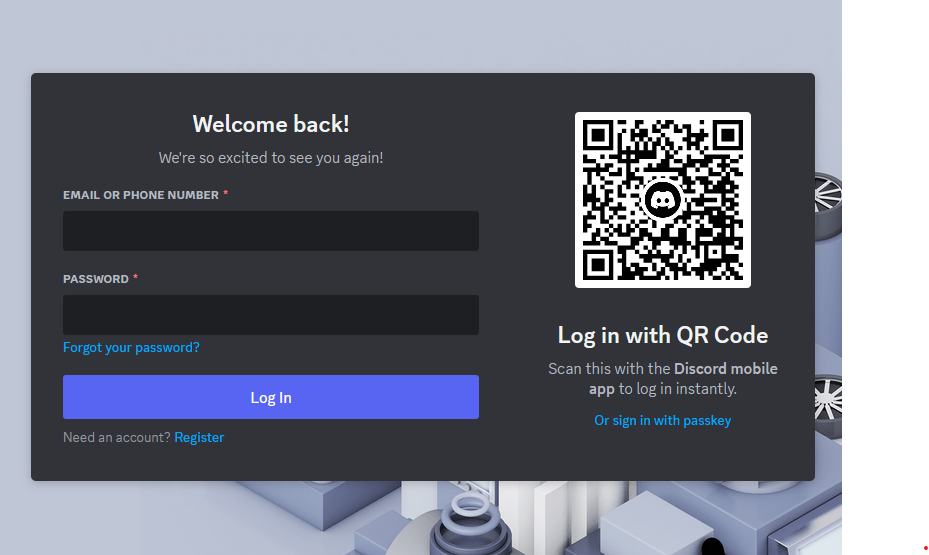 Welcome back!
We're so excited to see you again!
EMAIL OR PHONE NUMBER *
PASSWORD *
Forgot your password?
Log In
Need an account? Register
Log in with QR Code
Scan this with the Discord mobile
app to log in instantly.
Or sign in with passkey